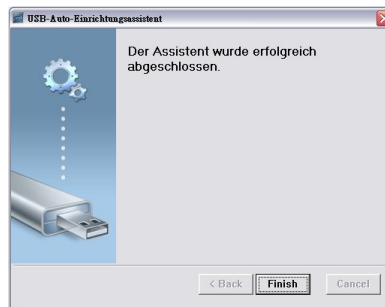 USB-Auto-Einrichtungsassistent
Der Assistent wurde erfolgreich
abgeschlossen.
< Back Finish Cancel